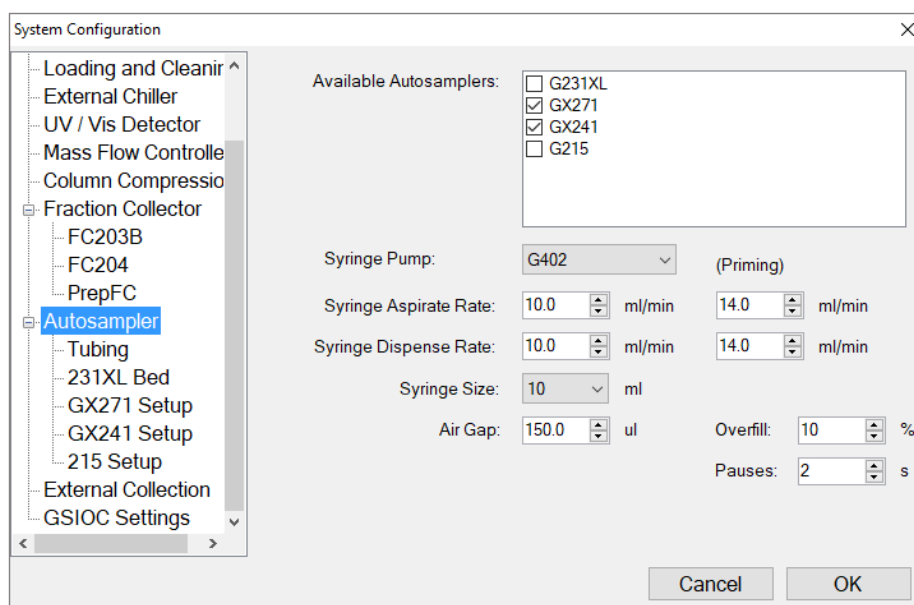 System Configuration
Loading and Cleanin
External Chiller
UV / Vis Detector
Mass Flow Controlle
Column Compressio
Fraction Collector
FC203B
FC204
PrepFC
Autosampler
Tubing
231XL Bed
GX271 Setup
GX241 Setup
215 Setup
External Collection
GSIOC Settings
Available Autosamplers:
G231XL
GX271
GX241
G215
Syringe Pump: G402 (Priming)
Syringe Aspirate Rate: 10.0 ml/min 14.0 ml/min
Syringe Dispense Rate: 10.0 ml/min 14.0 ml/min
Syringe Size: 10 ml
Air Gap: 150.0 ul Overfill: 10 %
Pauses: 2 s
Cancel OK